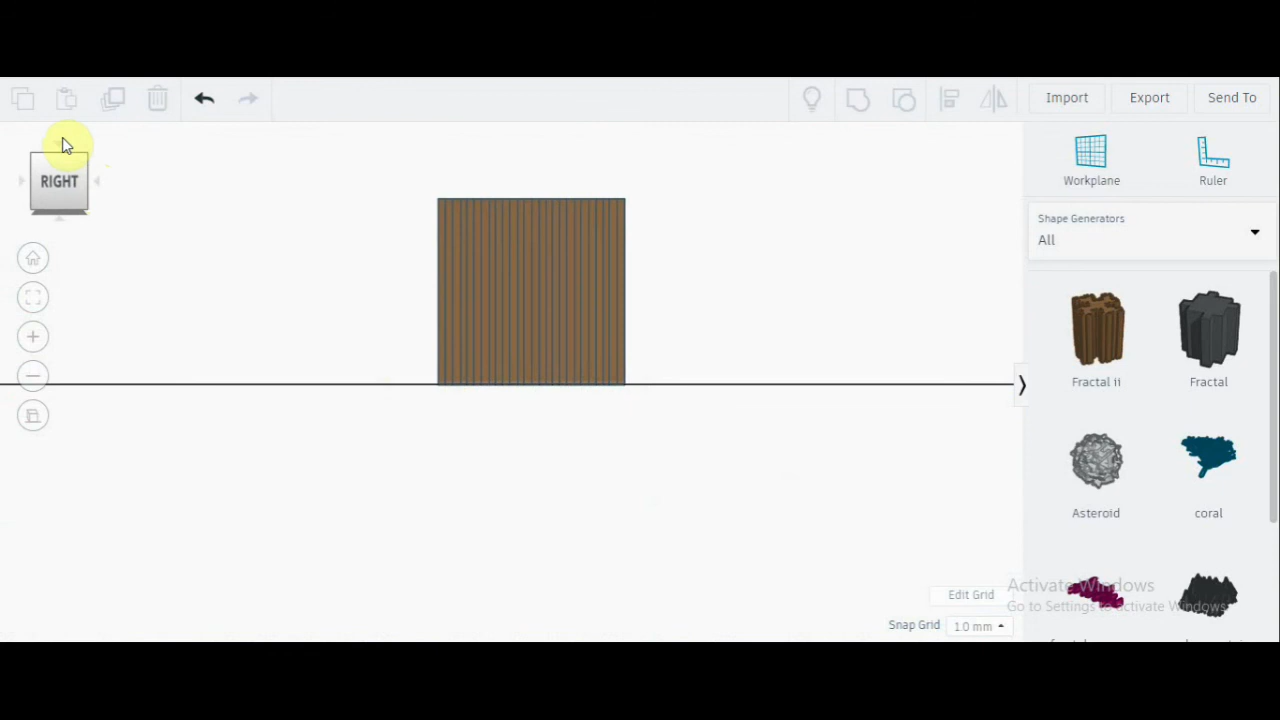 Import
Export
Send To
RIGHT
Workplane
Ruler
Shape Generators
All
Fractal ii
Fractal
Asteroid
coral
Activate Windows
Go to Settings to activate Windows.
Edit Grid
Snap Grid 1.0 mm